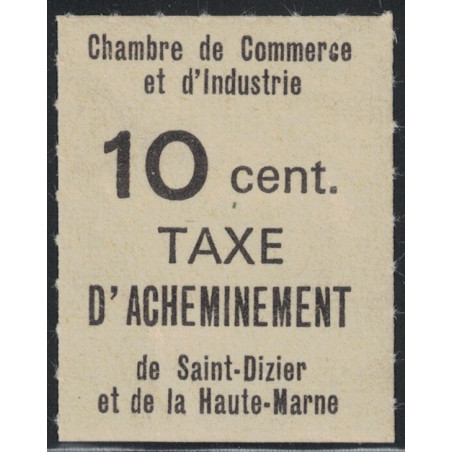 Chambre de Commerce
et d'Industrie
10 cent.
TAXE
D'ACHEMINEMENT
de Saint-Dizier
et de la Haute-Marne